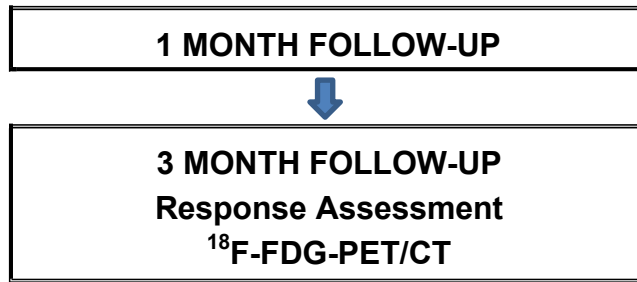 1 MONTH FOLLOW-UP
3 MONTH FOLLOW-UP
Response Assessment
¹⁸F-FDG-PET/CT